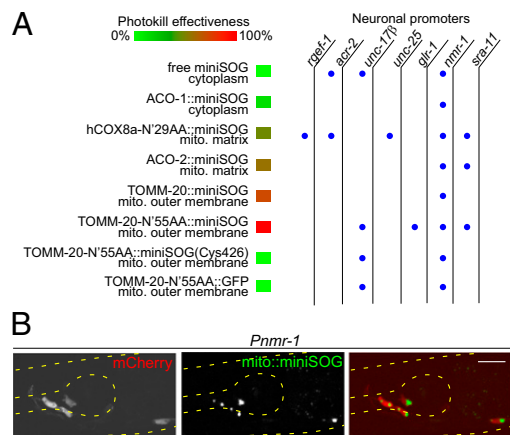 A
Photokill effectiveness
0% 100%
Neuronal promoters
rgef-1 acr-2 unc-17β unc-25 glr-1 nmr-1 sra-11
free miniSOG
cytoplasm
ACO-1::miniSOG
cytoplasm
hCOX8a-N'29AA::miniSOG
mito. matrix
ACO-2::miniSOG
mito. matrix
TOMM-20::miniSOG
mito. outer membrane
TOMM-20-N'55AA::miniSOG
mito. outer membrane
TOMM-20-N'55AA::miniSOG(Cys426)
mito. outer membrane
TOMM-20-N'55AA::GFP
mito. outer membrane
B
Pnmr-1
mCherry mito::miniSOG